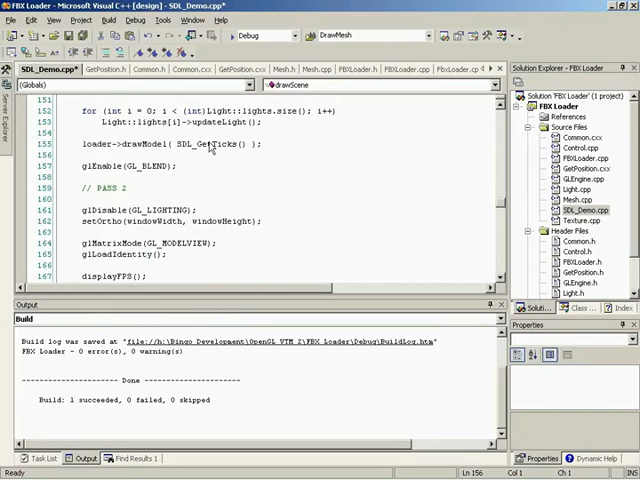 FBX Loader - Microsoft Visual C++ [design] - SDL_Demo.cpp*
File Edit View Project Build Debug Tools Window Help
Debug DrawMesh
SDL_Demo.cpp* GetPosition.h Common.h Common.cxx GetPosition.cxx Mesh.cpp Mesh.h FBXLoader.h FBXLoader.cpp Control
(Globals) drawScene
151
152 for (int i = 0; i < (int)Light::lights.size(); i++)
153 Light::lights[i]->updateLight();
154
155 loader->drawModel( SDL_GetTicks() );
156
157 glEnable(GL_BLEND);
158
159 // PASS 2
160
161 glDisable(GL_LIGHTING);
162 setOrtho(windowWidth, windowHeight);
163
164 glMatrixMode(GL_MODELVIEW);
165 glLoadIdentity();
166
167 displayFPS();
Server Explorer
Solution Explorer - FBX Loader
Solution 'FBX Loader' (1 project)
FBX Loader
References
Source Files
Common.cxx
Control.cpp
FBXLoader.cpp
GetPosition.cxx
GLEngine.cpp
Light.cpp
Mesh.cpp
SDL_Demo.cpp
Texture.cpp
Header Files
Common.h
Control.h
FBXLoader.h
GetPosition.h
GLEngine.h
Light.h
Soluti... Class ... Index
Properties
Properties Dynamic Help
Output
Build
Build log was saved at "file://h:\Bingo Development\OpenGL VTM 2\FBX Loader\Debug\BuildLog.htm"
FBX Loader - 0 error(s), 0 warning(s)
---------------------- Done ----------------------
Build: 1 succeeded, 0 failed, 0 skipped
Task List Output Find Results 1
Ready Ln 156 Col 1 Ch 1 INS